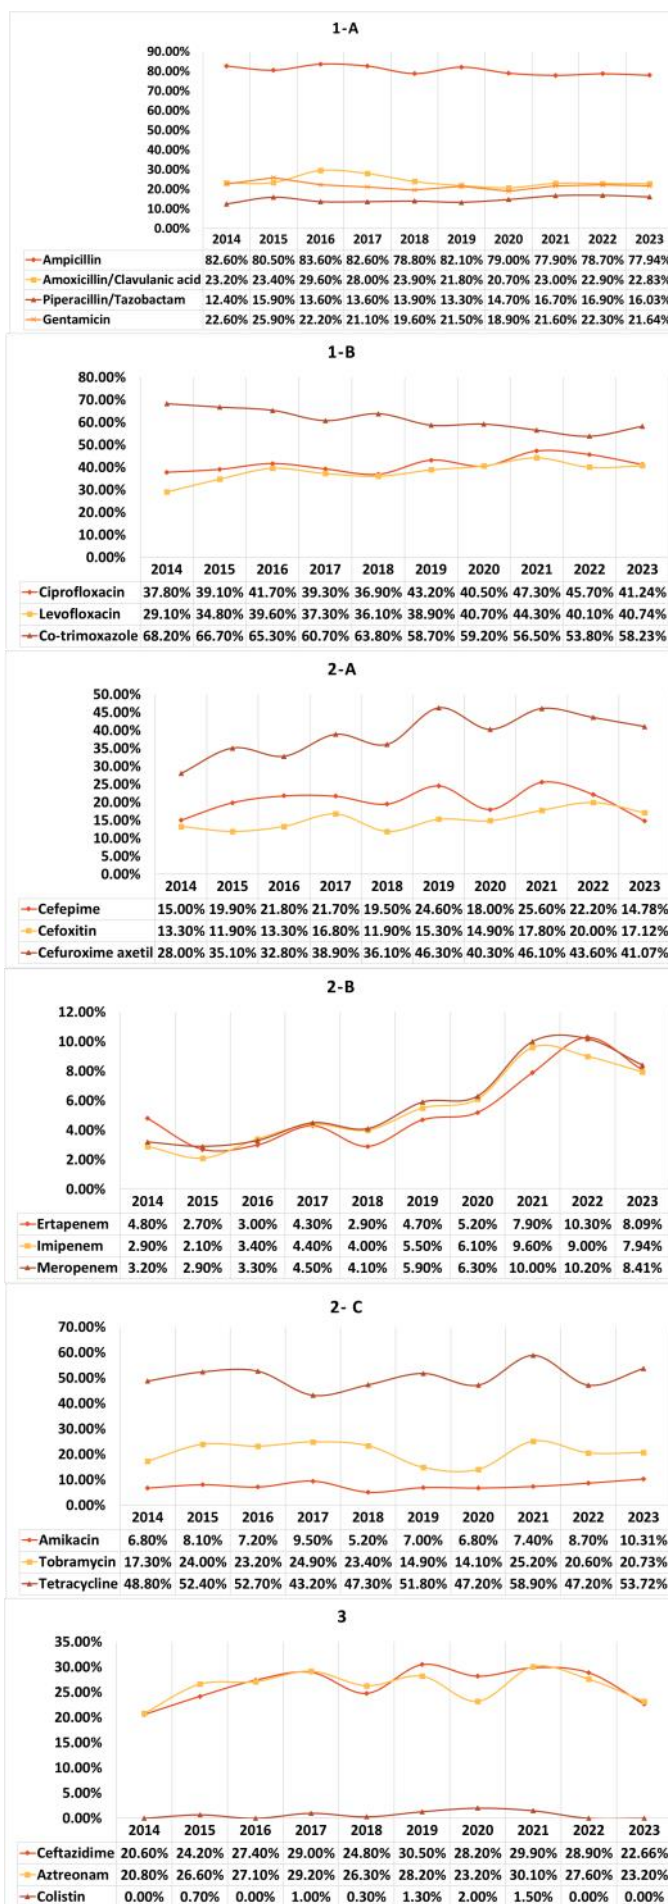 1-A
90.00%
80.00%
70.00%
60.00%
50.00%
40.00%
30.00%
20.00%
10.00%
0.00%
2014 2015 2016 2017 2018 2019 2020 2021 2022 2023
Ampicillin 82.60% 80.50% 83.60% 82.60% 78.80% 82.10% 79.00% 77.90% 78.70% 77.94%
Amoxicillin/Clavulanic acid 23.20% 23.40% 29.60% 28.00% 23.90% 21.80% 20.70% 23.00% 22.90% 22.83%
Piperacillin/Tazobactam 12.40% 15.90% 13.60% 13.60% 13.90% 13.30% 14.70% 16.70% 16.90% 16.03%
Gentamicin 22.60% 25.90% 22.20% 21.10% 19.60% 21.50% 18.90% 21.60% 22.30% 21.64%
1-B
80.00%
70.00%
60.00%
50.00%
40.00%
30.00%
20.00%
10.00%
0.00%
2014 2015 2016 2017 2018 2019 2020 2021 2022 2023
Ciprofloxacin 37.80% 39.10% 41.70% 39.30% 36.90% 43.20% 40.50% 47.30% 45.70% 41.24%
Levofloxacin 29.10% 34.80% 39.60% 37.30% 36.10% 38.90% 40.70% 44.30% 40.10% 40.74%
Co-trimoxazole 68.20% 66.70% 65.30% 60.70% 63.80% 58.70% 59.20% 56.50% 53.80% 58.23%
2-A
50.00%
45.00%
40.00%
35.00%
30.00%
25.00%
20.00%
15.00%
10.00%
5.00%
0.00%
2014 2015 2016 2017 2018 2019 2020 2021 2022 2023
Cefepime 15.00% 19.90% 21.80% 21.70% 19.50% 24.60% 18.00% 25.60% 22.20% 14.78%
Cefoxitin 13.30% 11.90% 13.30% 16.80% 11.90% 15.30% 14.90% 17.80% 20.00% 17.12%
Cefuroxime axetil 28.00% 35.10% 32.80% 38.90% 36.10% 46.30% 40.30% 46.10% 43.60% 41.07%
2-B
12.00%
10.00%
8.00%
6.00%
4.00%
2.00%
0.00%
2014 2015 2016 2017 2018 2019 2020 2021 2022 2023
Ertapenem 4.80% 2.70% 3.00% 4.30% 2.90% 4.70% 5.20% 7.90% 10.30% 8.09%
Imipenem 2.90% 2.10% 3.40% 4.40% 4.00% 5.50% 6.10% 9.60% 9.00% 7.94%
Meropenem 3.20% 2.90% 3.30% 4.50% 4.10% 5.90% 6.30% 10.00% 10.20% 8.41%
2- C
70.00%
60.00%
50.00%
40.00%
30.00%
20.00%
10.00%
0.00%
2014 2015 2016 2017 2018 2019 2020 2021 2022 2023
Amikacin 6.80% 8.10% 7.20% 9.50% 5.20% 7.00% 6.80% 7.40% 8.70% 10.31%
Tobramycin 17.30% 24.00% 23.20% 24.90% 23.40% 14.90% 14.10% 25.20% 20.60% 20.73%
Tetracycline 48.80% 52.40% 52.70% 43.20% 47.30% 51.80% 47.20% 58.90% 47.20% 53.72%
3
35.00%
30.00%
25.00%
20.00%
15.00%
10.00%
5.00%
0.00%
2014 2015 2016 2017 2018 2019 2020 2021 2022 2023
Ceftazidime 20.60% 24.20% 27.40% 29.00% 24.80% 30.50% 28.20% 29.90% 28.90% 22.66%
Aztreonam 20.80% 26.60% 27.10% 29.20% 26.30% 28.20% 23.20% 30.10% 27.60% 23.20%
Colistin 0.00% 0.70% 0.00% 1.00% 0.30% 1.30% 2.00% 1.50% 0.00% 0.00%